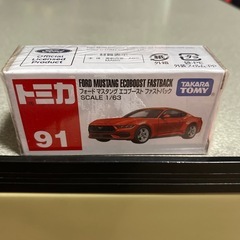 Official
Licensed
Product
トミカ
91
FORD MUSTANG ECOBOOST FASTBACK
フォード マスタング エコブースト ファストバック
SCALE 1/63
TAKARA
TOMY